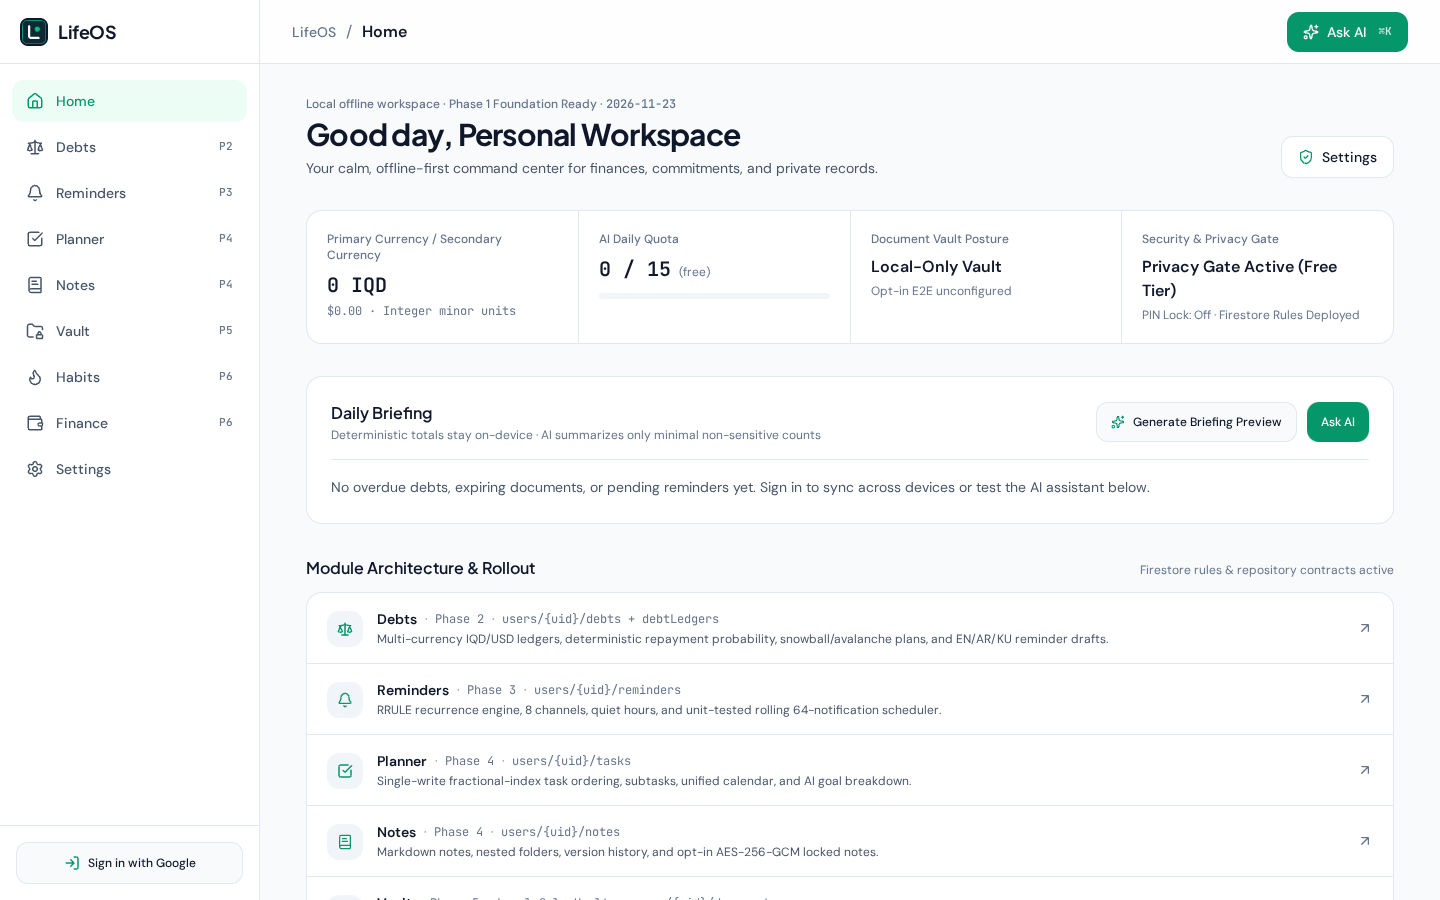 LifeOS
LifeOS / Home
Ask AI ⌘K
Home
Debts P2
Reminders P3
Planner P4
Notes P4
Vault P5
Habits P6
Finance P6
Settings
Sign in with Google
Local offline workspace · Phase 1 Foundation Ready · 2026-11-23
Good day, Personal Workspace
Your calm, offline-first command center for finances, commitments, and private records.
Settings
Primary Currency / Secondary
Currency
0 IQD
$0.00 · Integer minor units
AI Daily Quota
0 / 15 (free)
Document Vault Posture
Local-Only Vault
Opt-in E2E unconfigured
Security & Privacy Gate
Privacy Gate Active (Free
Tier)
PIN Lock: Off · Firestore Rules Deployed
Daily Briefing
Deterministic totals stay on-device · AI summarizes only minimal non-sensitive counts
Generate Briefing Preview
Ask AI
No overdue debts, expiring documents, or pending reminders yet. Sign in to sync across devices or test the AI assistant below.
Module Architecture & Rollout
Firestore rules & repository contracts active
Debts · Phase 2 · users/{uid}/debts + debtLedgers
Multi-currency IQD/USD ledgers, deterministic repayment probability, snowball/avalanche plans, and EN/AR/KU reminder drafts.
Reminders · Phase 3 · users/{uid}/reminders
RRULE recurrence engine, 8 channels, quiet hours, and unit-tested rolling 64-notification scheduler.
Planner · Phase 4 · users/{uid}/tasks
Single-write fractional-index task ordering, subtasks, unified calendar, and AI goal breakdown.
Notes · Phase 4 · users/{uid}/notes
Markdown notes, nested folders, version history, and opt-in AES-256-GCM locked notes.